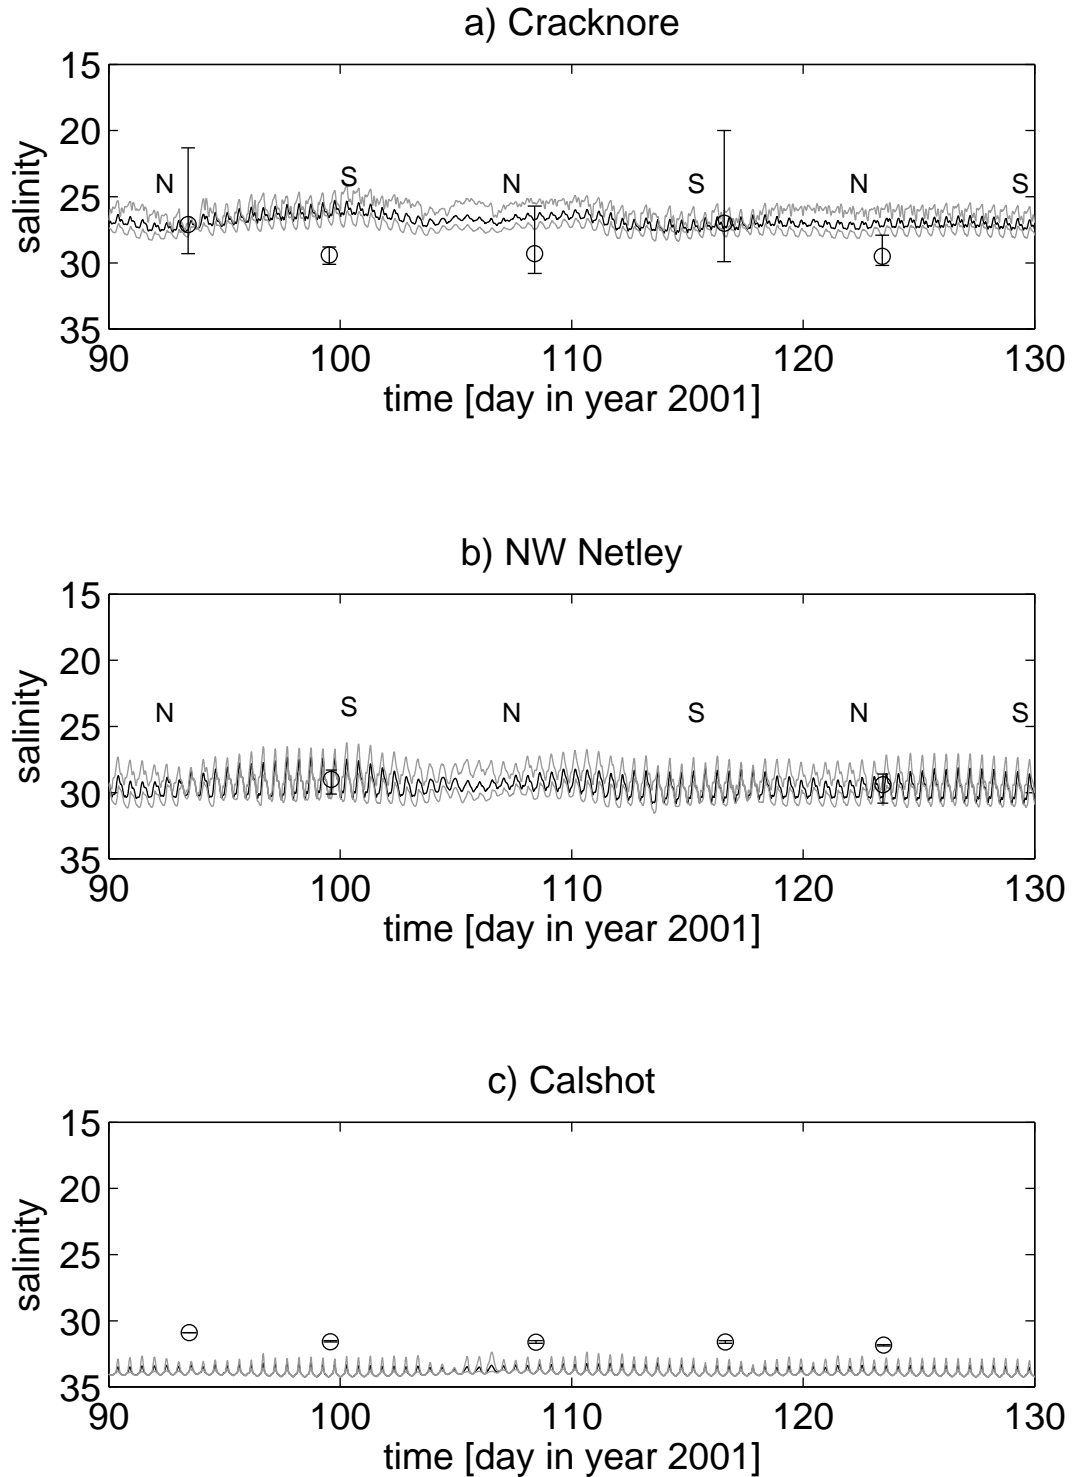 a) Cracknore
15
20
25
30
35
salinity
N S N S N S
90 100 110 120 130
time [day in year 2001]
b) NW Netley
15
20
25
30
35
salinity
N S N S N S
90 100 110 120 130
time [day in year 2001]
c) Calshot
15
20
25
30
35
salinity
90 100 110 120 130
time [day in year 2001]